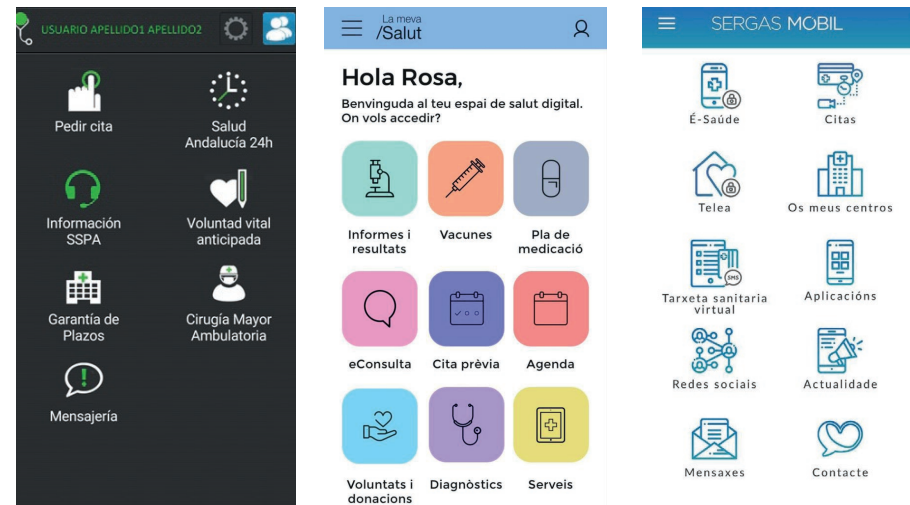 USUARIO APELLIDO1 APELLIDO2
Pedir cita
Salud
Andalucía 24h
Información
SSPA
Voluntad vital
anticipada
Garantía de
Plazos
Cirugía Mayor
Ambulatoria
Mensajería
La meva
/Salut
Hola Rosa,
Benvinguda al teu espai de salut digital.
On vols accedir?
Informes i
resultats
Vacunes
Pla de
medicació
eConsulta
Cita prèvia
Agenda
Voluntats i
donacions
Diagnòstics
Serveis
SERGAS MOBIL
É-Saúde
Citas
Telea
Os meus centros
SMS
Tarxeta sanitaria
virtual
Aplicacións
Redes sociais
Actualidade
Mensaxes
Contacte